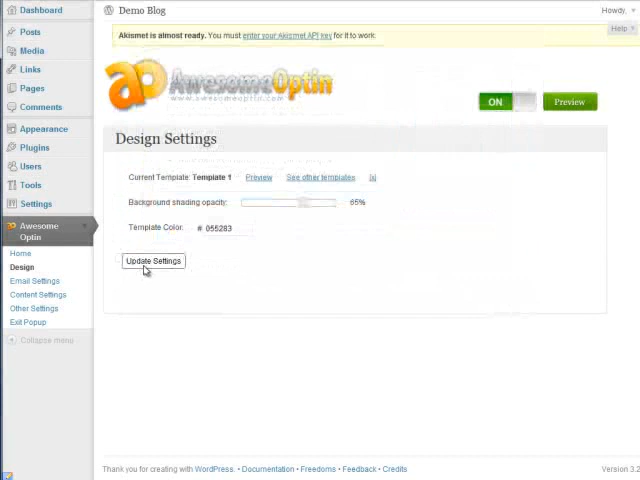 Dashboard
Demo Blog
Howdy,
Help
Posts
Akismet is almost ready. You must enter your Akismet API key for it to work.
Media
Links
Pages
Comments
AwesomeOptin
www.awesomeoptin.com
ON
Preview
Appearance
Plugins
Users
Tools
Settings
Awesome
Optin
Home
Design
Email Settings
Content Settings
Other Settings
Exit Popup
Collapse menu
Design Settings
Current Template: Template 1 Preview See other templates [x]
Background shading opacity: 65%
Template Color: # 055283
Update Settings
Thank you for creating with WordPress. • Documentation • Freedoms • Feedback • Credits
Version 3.2